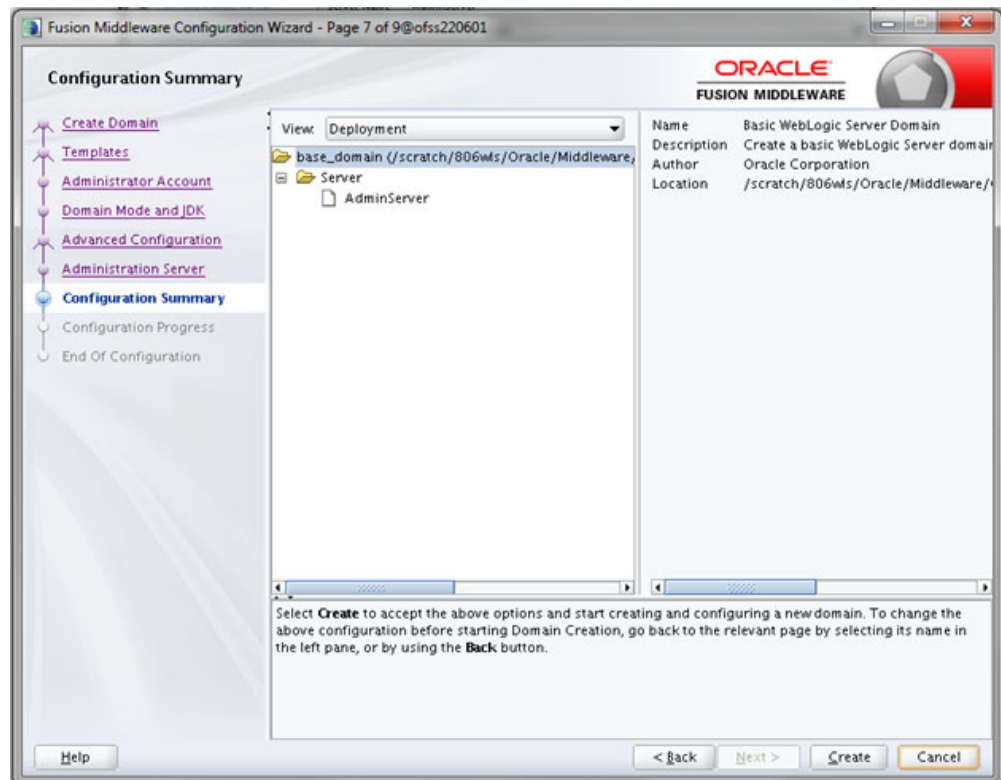 Fusion Middleware Configuration Wizard - Page 7 of 9@ofss220601
Configuration Summary
ORACLE
FUSION MIDDLEWARE
Create Domain
Templates
Administrator Account
Domain Mode and JDK
Advanced Configuration
Administration Server
Configuration Summary
Configuration Progress
End Of Configuration
View: Deployment
base_domain (/scratch/806wls/Oracle/Middleware/
Server
AdminServer
Name Basic WebLogic Server Domain
Description Create a basic WebLogic Server domain
Author Oracle Corporation
Location /scratch/806wls/Oracle/Middleware/
Select Create to accept the above options and start creating and configuring a new domain. To change the
above configuration before starting Domain Creation, go back to the relevant page by selecting its name in
the left pane, or by using the Back button.
Help
< Back
Next >
Create
Cancel